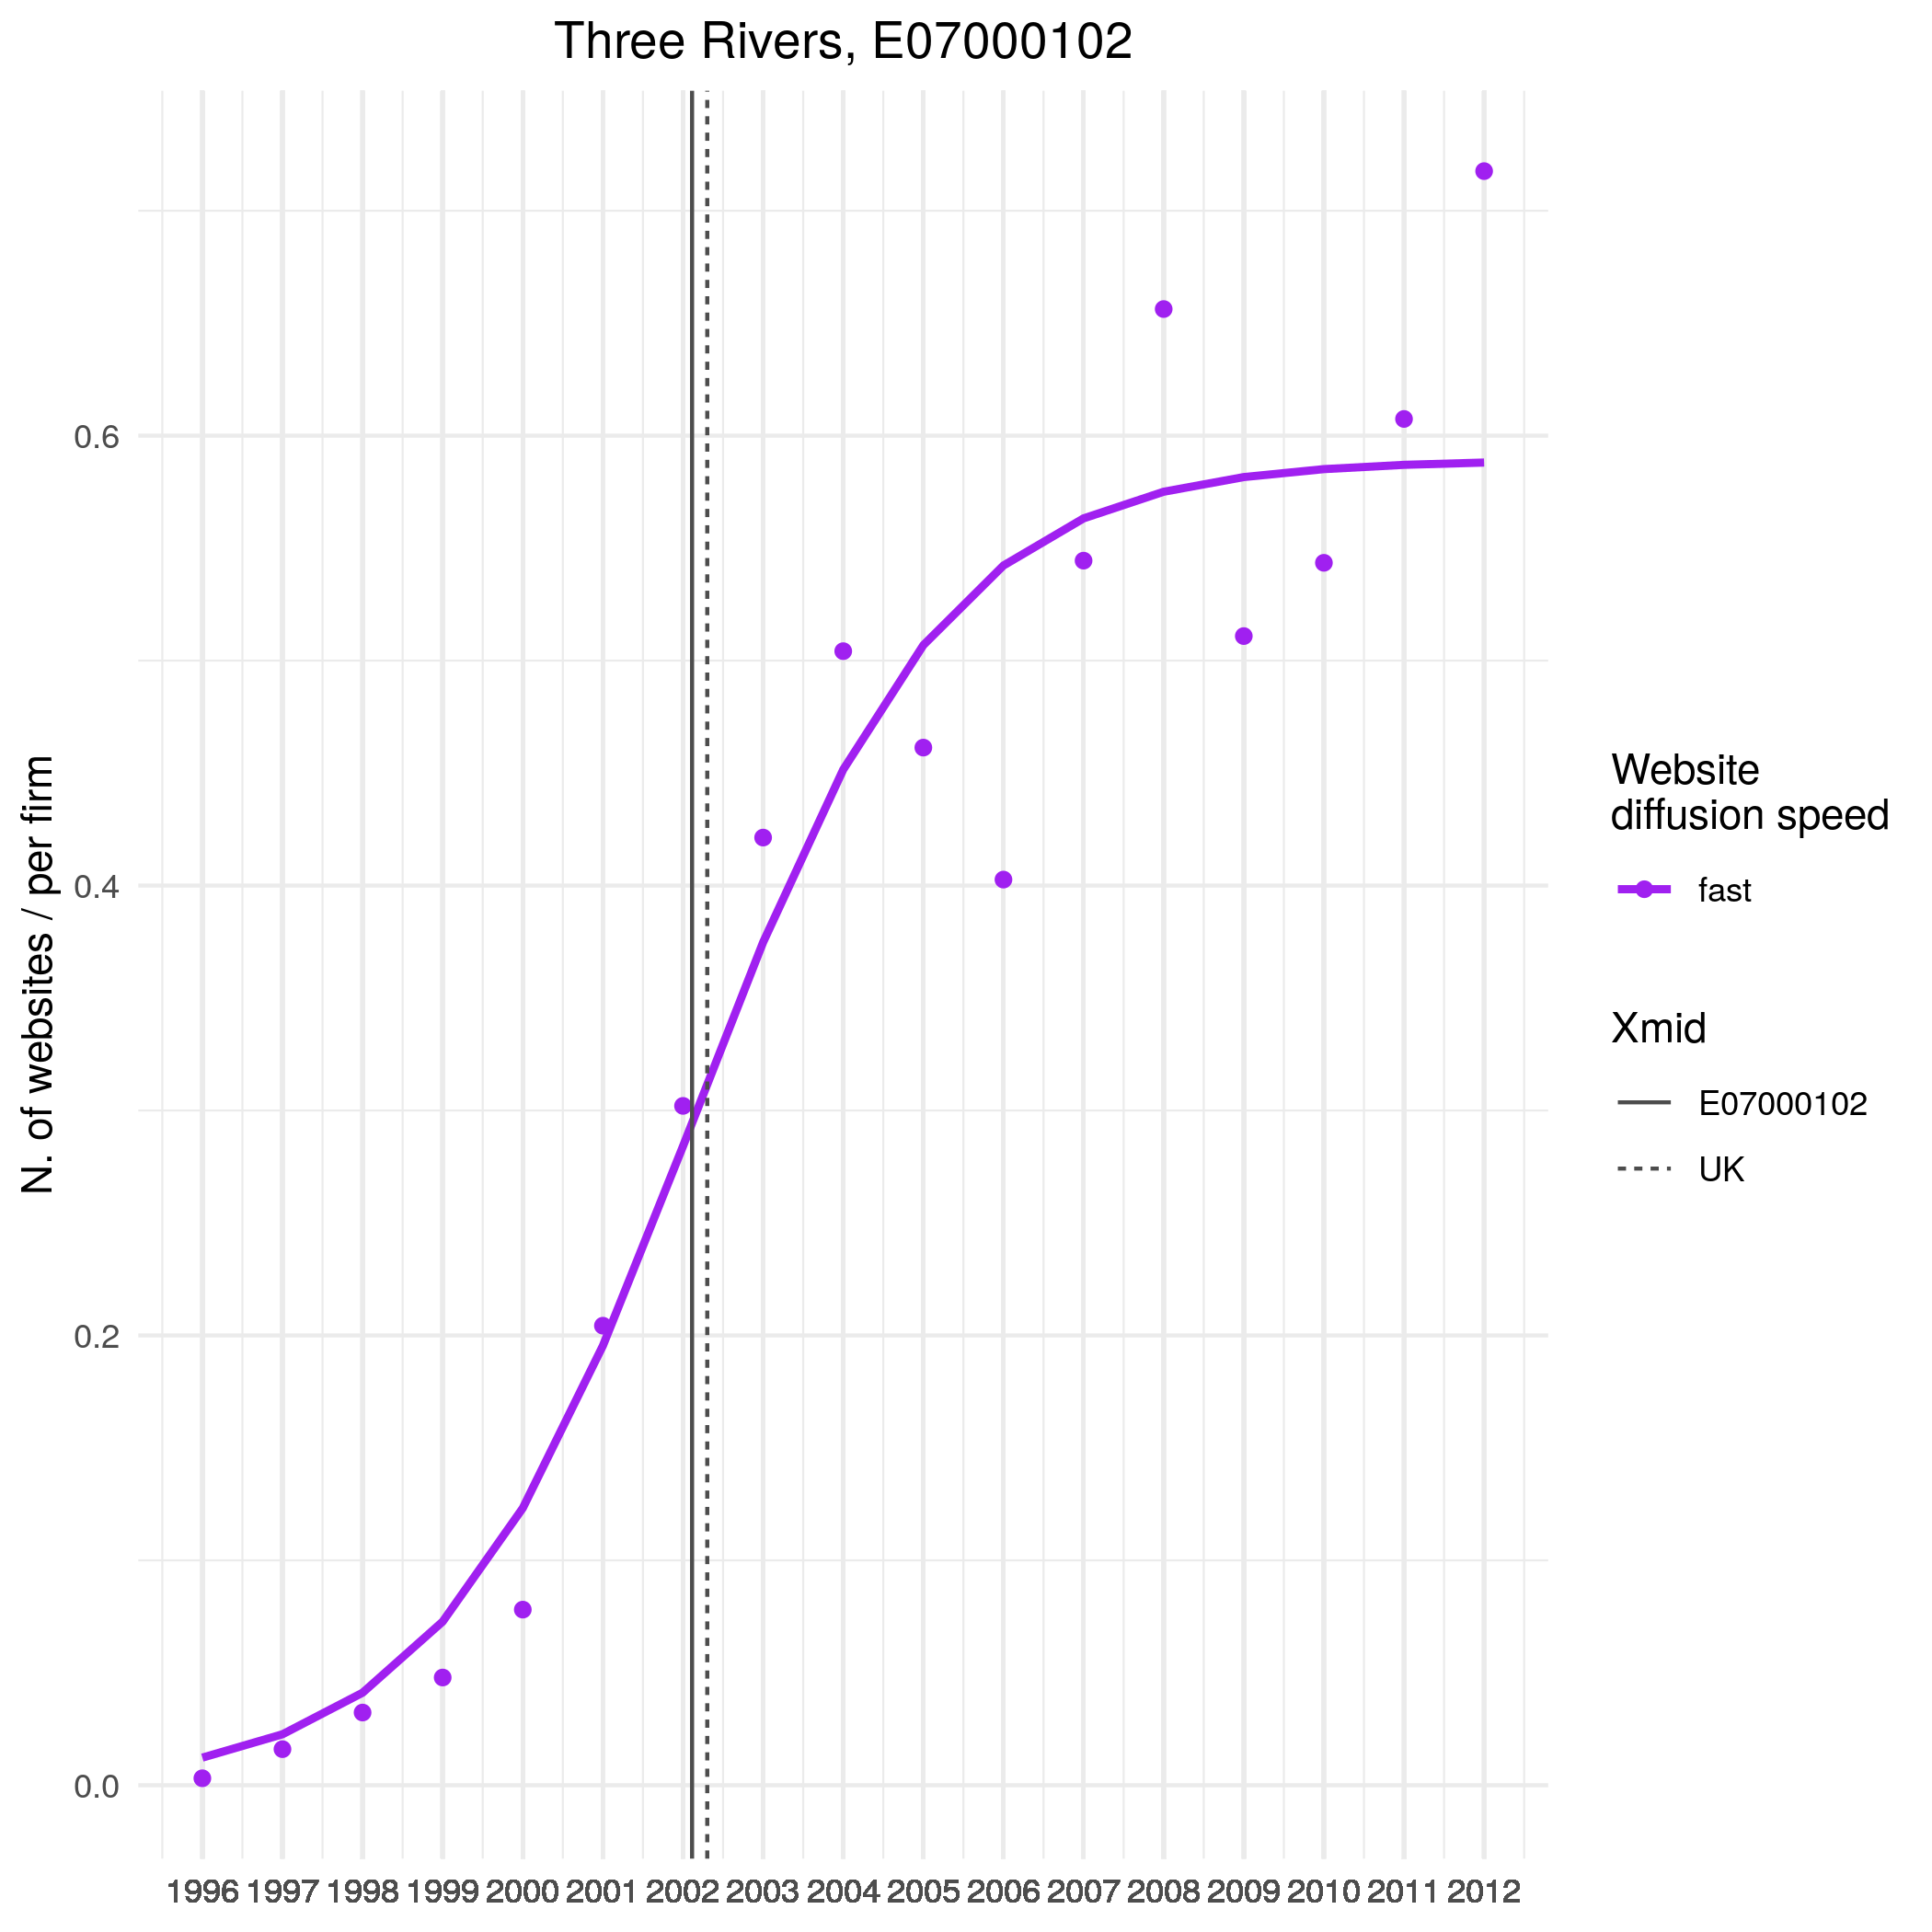 Three Rivers, E07000102
N. of websites / per firm
0.6
0.4
0.2
0.0
1996 1997 1998 1999 2000 2001 2002 2003 2004 2005 2006 2007 2008 2009 2010 2011 2012
Website
diffusion speed
fast
Xmid
E07000102
UK